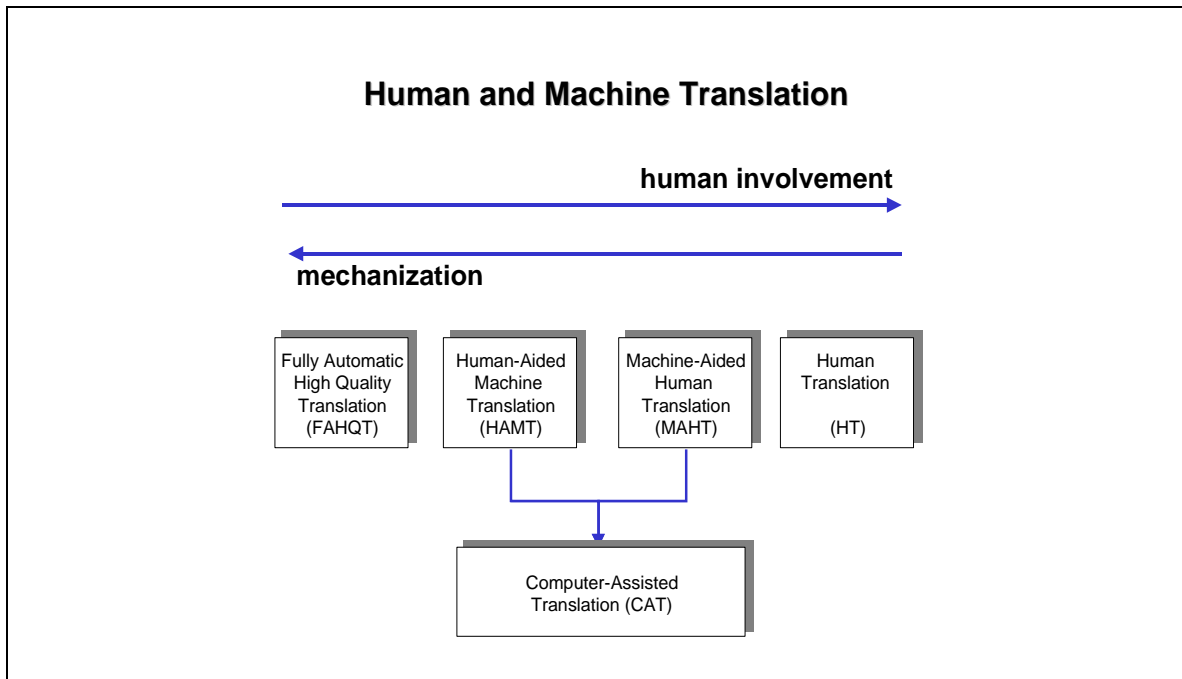 Human and Machine Translation
human involvement
mechanization
Fully Automatic
High Quality
Translation
(FAHQT)
Human-Aided
Machine
Translation
(HAMT)
Machine-Aided
Human
Translation
(MAHT)
Human
Translation
(HT)
Computer-Assisted
Translation (CAT)